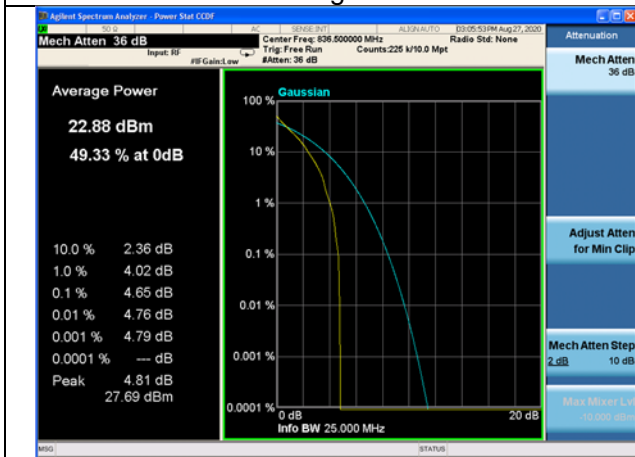 Agilent Spectrum Analyzer - Power Stat CCDF
50 Ω AC SENSE:INT ALIGN AUTO 03:05:53 PM Aug 27, 2020
Mech Atten 36 dB
Input: RF
#IFGain:Low
Center Freq: 836.500000 MHz
Trig: Free Run Counts:225 k/10.0 Mpt
#Atten: 36 dB
Radio Std: None
Average Power
22.88 dBm
49.33 % at 0dB
10.0 % 2.36 dB
1.0 % 4.02 dB
0.1 % 4.65 dB
0.01 % 4.76 dB
0.001 % 4.79 dB
0.0001 % --- dB
Peak 4.81 dB
27.69 dBm
Gaussian
100 %
10 %
1 %
0.1 %
0.01 %
0.001 %
0.0001 %
0 dB 20 dB
Info BW 25.000 MHz
Attenuation
Mech Atten
36 dB
Adjust Atten
for Min Clip
Mech Atten Step
2 dB 10 dB
Max Mixer Lvl
-10.000 dBm
MSG STATUS